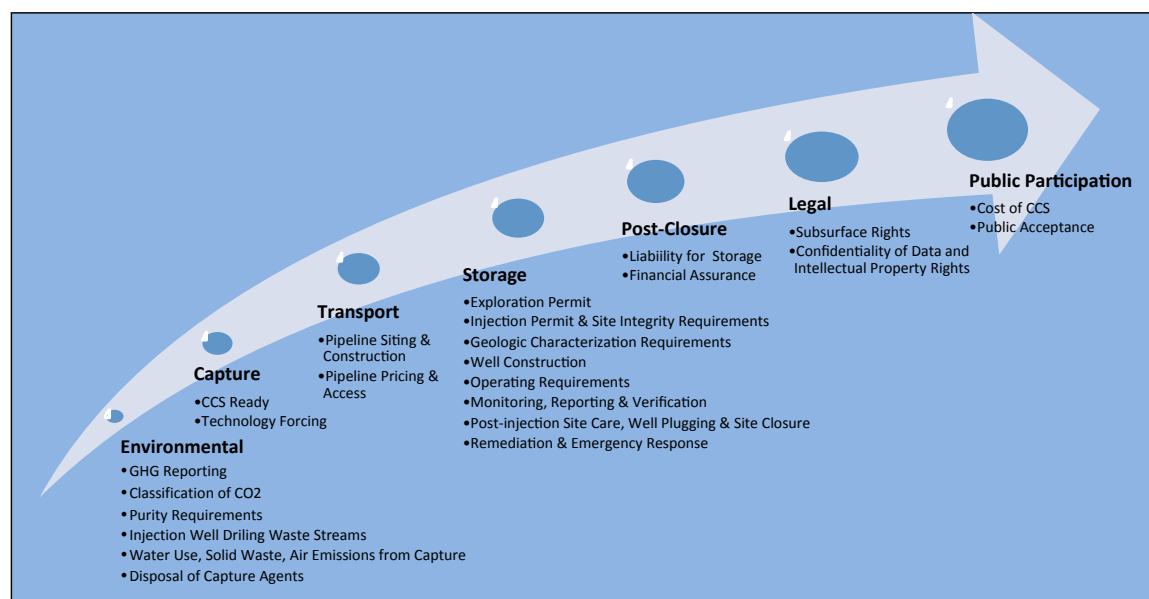 Environmental
•GHG Reporting
•Classification of CO2
•Purity Requirements
•Injection Well Driling Waste Streams
•Water Use, Solid Waste, Air Emissions from Capture
•Disposal of Capture Agents
Capture
•CCS Ready
•Technology Forcing
Transport
•Pipeline Siting &
Construction
•Pipeline Pricing &
Access
Storage
•Exploration Permit
•Injection Permit & Site Integrity Requirements
•Geologic Characterization Requirements
•Well Construction
•Operating Requirements
•Monitoring, Reporting & Verification
•Post-injection Site Care, Well Plugging & Site Closure
•Remediation & Emergency Response
Post-Closure
•Liabiility for Storage
•Financial Assurance
Legal
•Subsurface Rights
•Confidentiality of Data and
Intellectual Property Rights
Public Participation
•Cost of CCS
•Public Acceptance